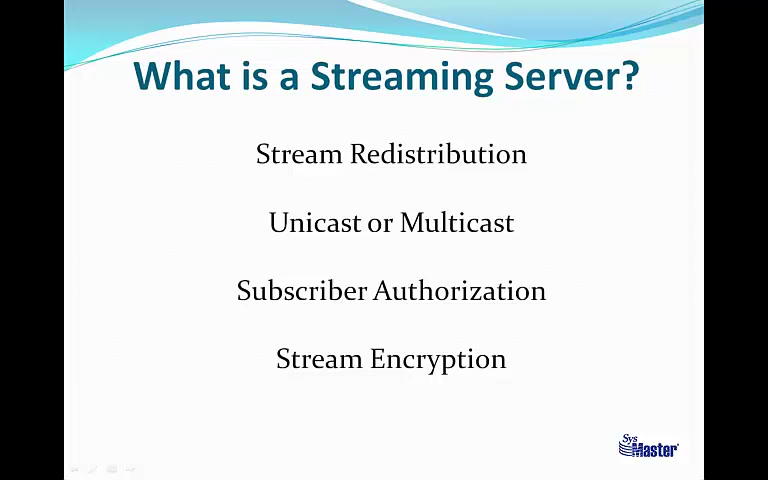 What is a Streaming Server?
Stream Redistribution
Unicast or Multicast
Subscriber Authorization
Stream Encryption
Sys
Master